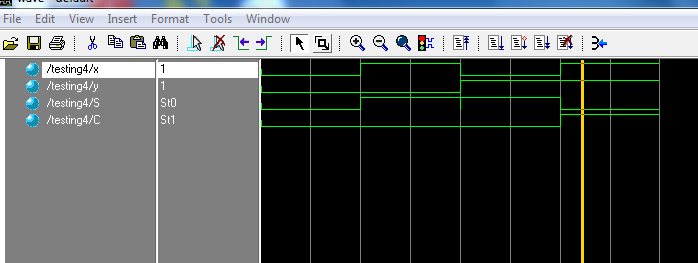 wave - default
File Edit View Insert Format Tools Window
/testing4/x 1
/testing4/y 1
/testing4/S St0
/testing4/C St1